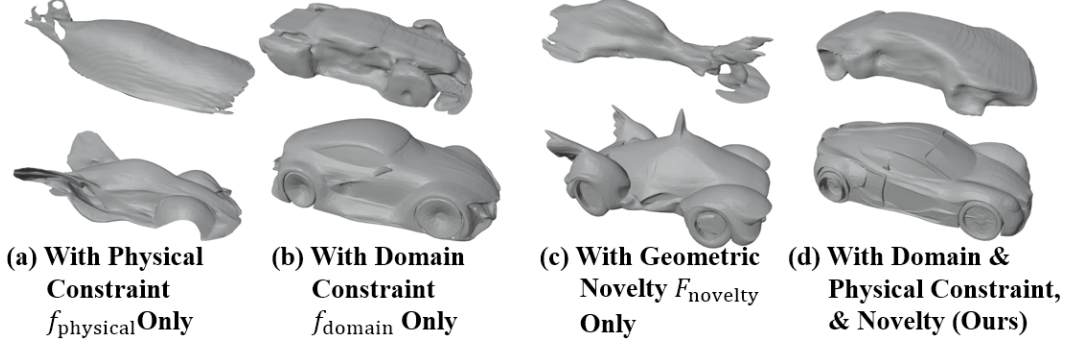 (a) With Physical
Constraint
f_physical Only
(b) With Domain
Constraint
f_domain Only
(c) With Geometric
Novelty F_novelty
Only
(d) With Domain &
Physical Constraint,
& Novelty (Ours)